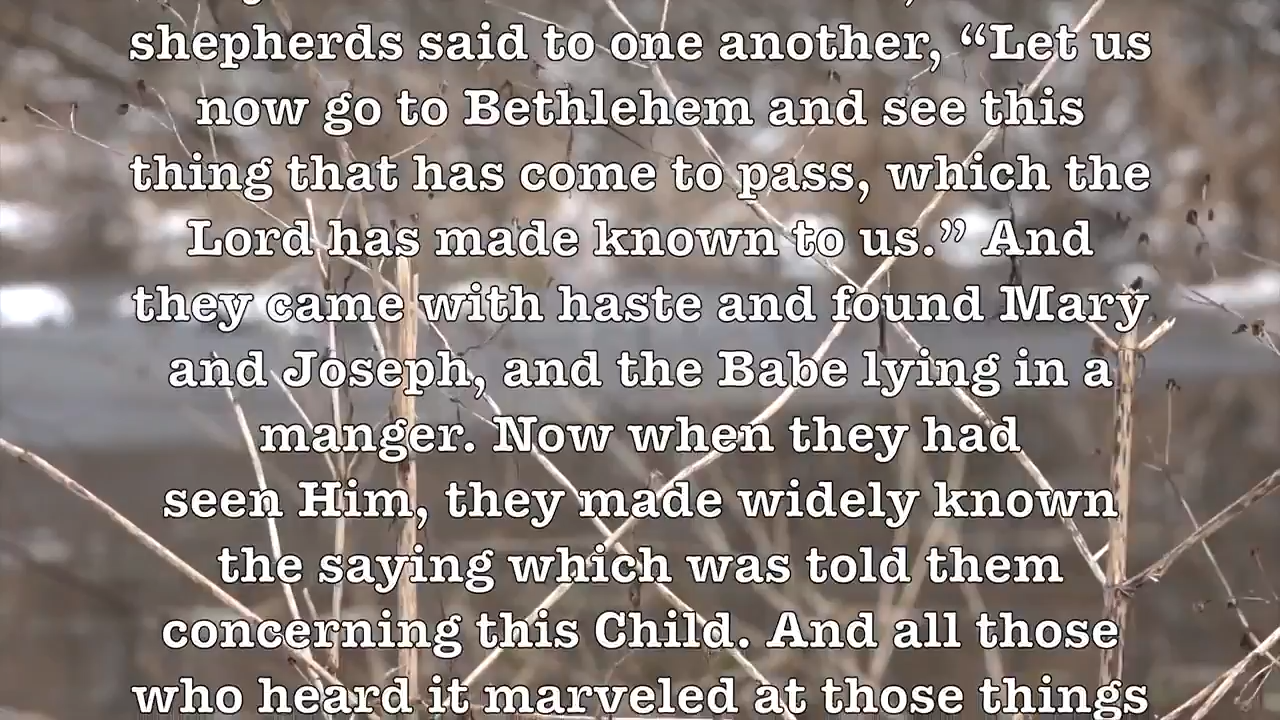 shepherds said to one another, “Let us
now go to Bethlehem and see this
thing that has come to pass, which the
Lord has made known to us.” And
they came with haste and found Mary
and Joseph, and the Babe lying in a
manger. Now when they had
seen Him, they made widely known
the saying which was told them
concerning this Child. And all those
who heard it marveled at those things